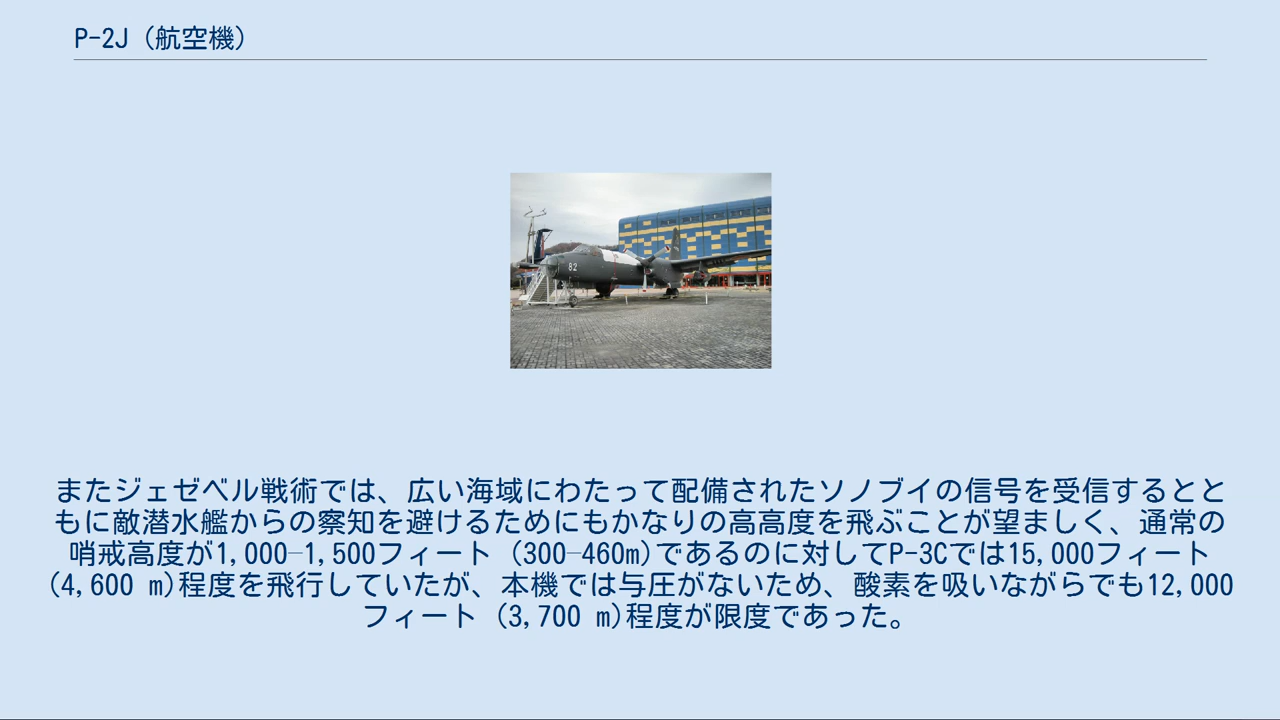 P-2J（航空機）
82
またジェゼベル戦術では、広い海域にわたって配備されたソノブイの信号を受信するとと
もに敵潜水艦からの察知を避けるためにもかなりの高高度を飛ぶことが望ましく、通常の
哨戒高度が1,000–1,500フィート（300–460m)であるのに対してP-3Cでは15,000フィート
(4,600 m)程度を飛行していたが、本機では与圧がないため、酸素を吸いながらでも12,000
フィート（3,700 m)程度が限度であった。